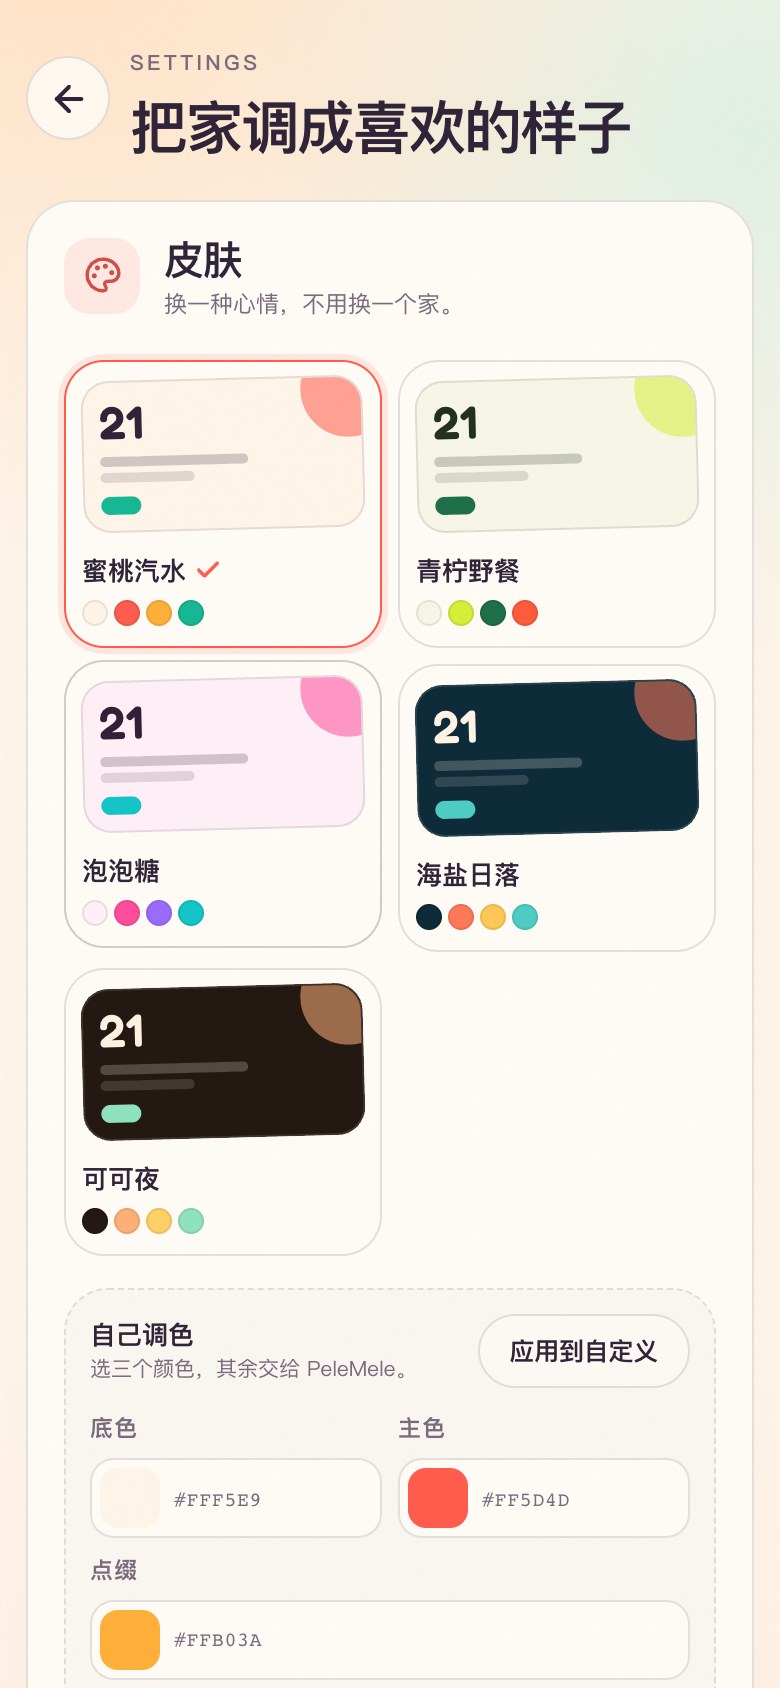 SETTINGS
把家调成喜欢的样子
皮肤
换一种心情，不用换一个家。
21
蜜桃汽水
21
青柠野餐
21
泡泡糖
21
海盐日落
21
可可夜
自己调色
选三个颜色，其余交给 PeleMele。
应用到自定义
底色
主色
#FFF5E9
#FF5D4D
点缀
#FFB03A